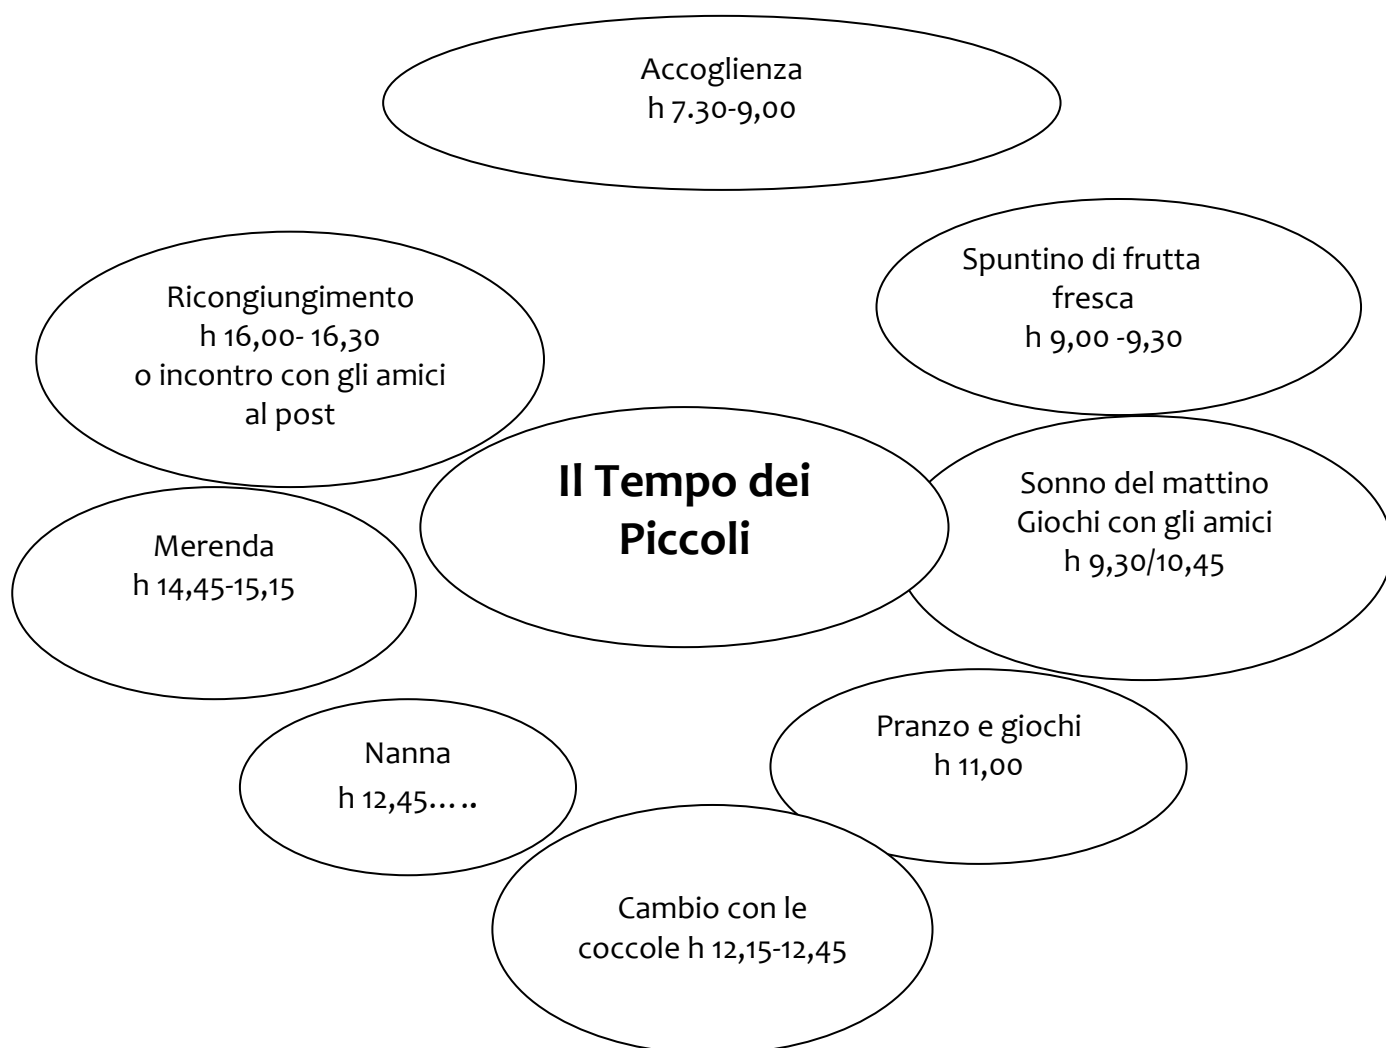 Accoglienza
h 7.30-9,00
Spuntino di frutta
fresca
h 9,00 -9,30
Ricongiungimento
h 16,00- 16,30
o incontro con gli amici
al post
Il Tempo dei
Piccoli
Sonno del mattino
Giochi con gli amici
h 9,30/10,45
Merenda
h 14,45-15,15
Pranzo e giochi
h 11,00
Nanna
h 12,45.....
Cambio con le
coccole h 12,15-12,45